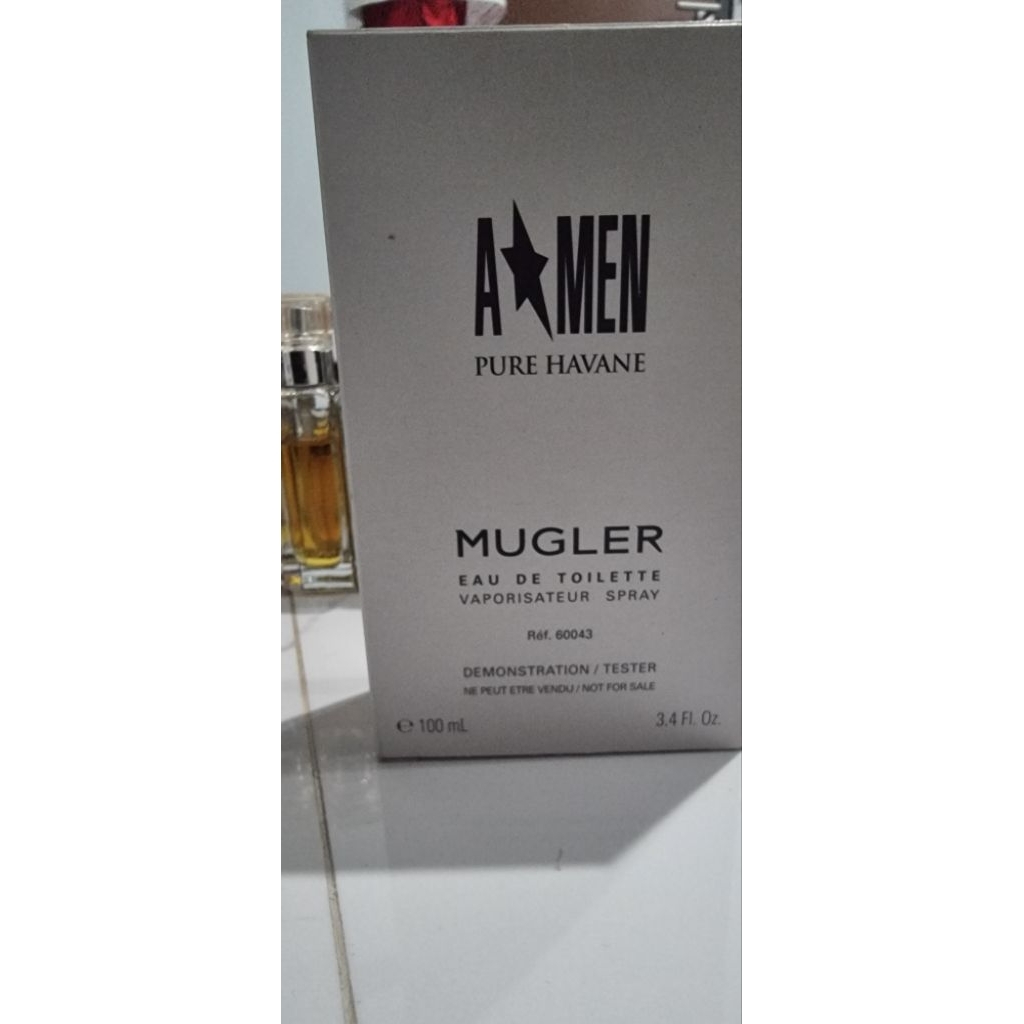 A★MEN
PURE HAVANE
MUGLER
EAU DE TOILETTE
VAPORISATEUR SPRAY
Réf. 60043
DEMONSTRATION / TESTER
NE PEUT ETRE VENDU / NOT FOR SALE
℮ 100 mL 3.4 Fl. Oz.